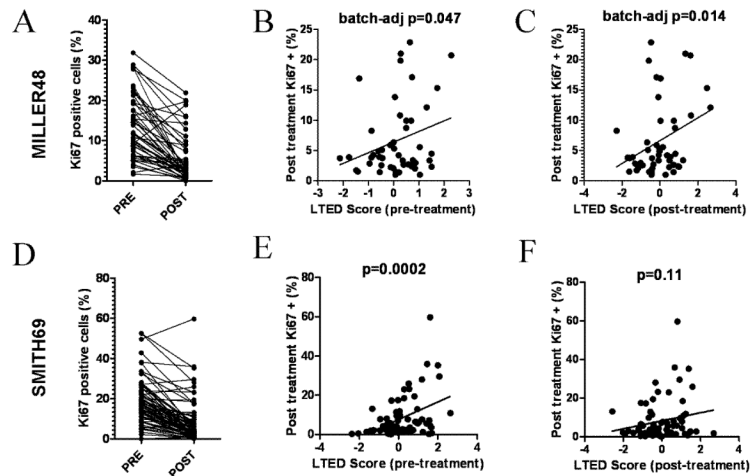 A
B
C
MILLER48
Ki67 positive cells (%)
40
30
20
10
0
PRE
POST
batch-adj p=0.047
Post treatment Ki67 + (%)
25
20
15
10
5
0
-3 -2 -1 0 1 2 3
LTED Score (pre-treatment)
batch-adj p=0.014
Post treatment Ki67 + (%)
25
20
15
10
5
0
-4 -2 0 2 4
LTED Score (post-treatment)
D
E
F
SMITH69
Ki67 positive cells (%)
80
60
40
20
0
PRE
POST
p=0.0002
Post treatment Ki67 + (%)
80
60
40
20
0
-4 -2 0 2 4
LTED Score (pre-treatment)
p=0.11
Post treatment Ki67 + (%)
80
60
40
20
0
-4 -2 0 2 4
LTED Score (post-treatment)